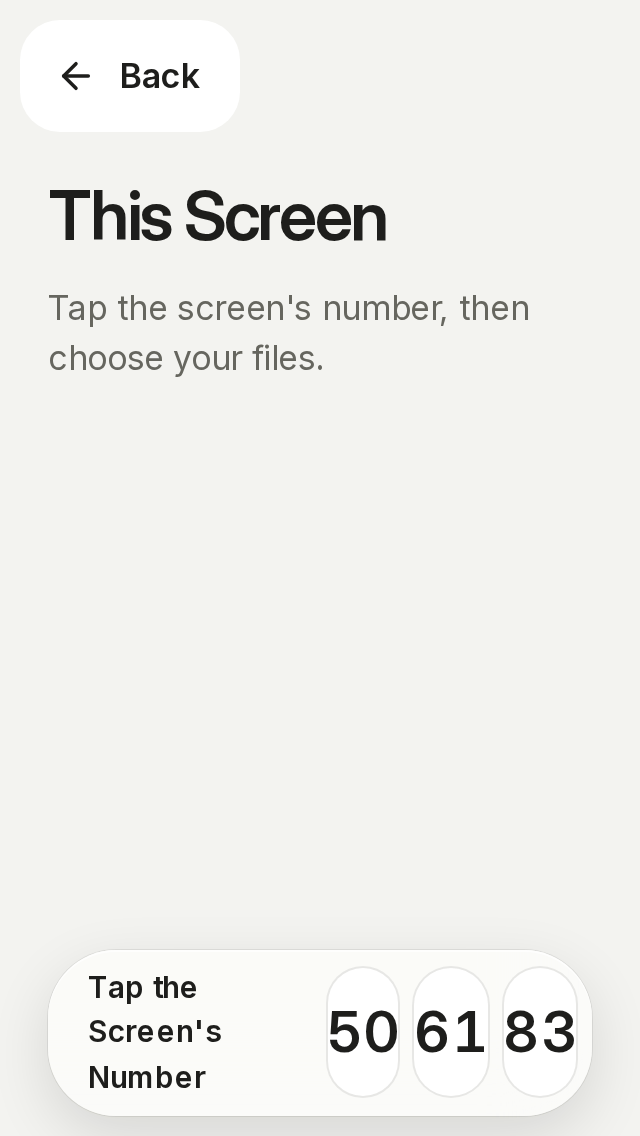 Back
This Screen
Tap the screen's number, then
choose your files.
Tap the
Screen's
Number
50 61 83